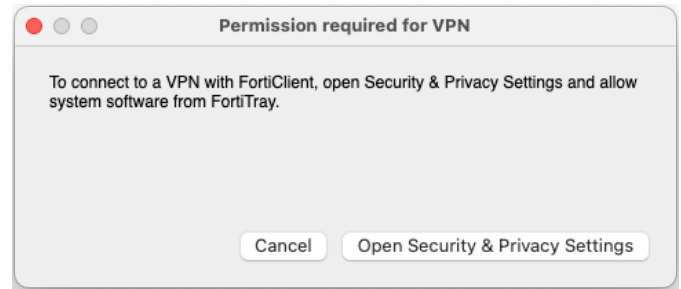 Permission required for VPN
To connect to a VPN with FortiClient, open Security & Privacy Settings and allow
system software from FortiTray.
Cancel
Open Security & Privacy Settings